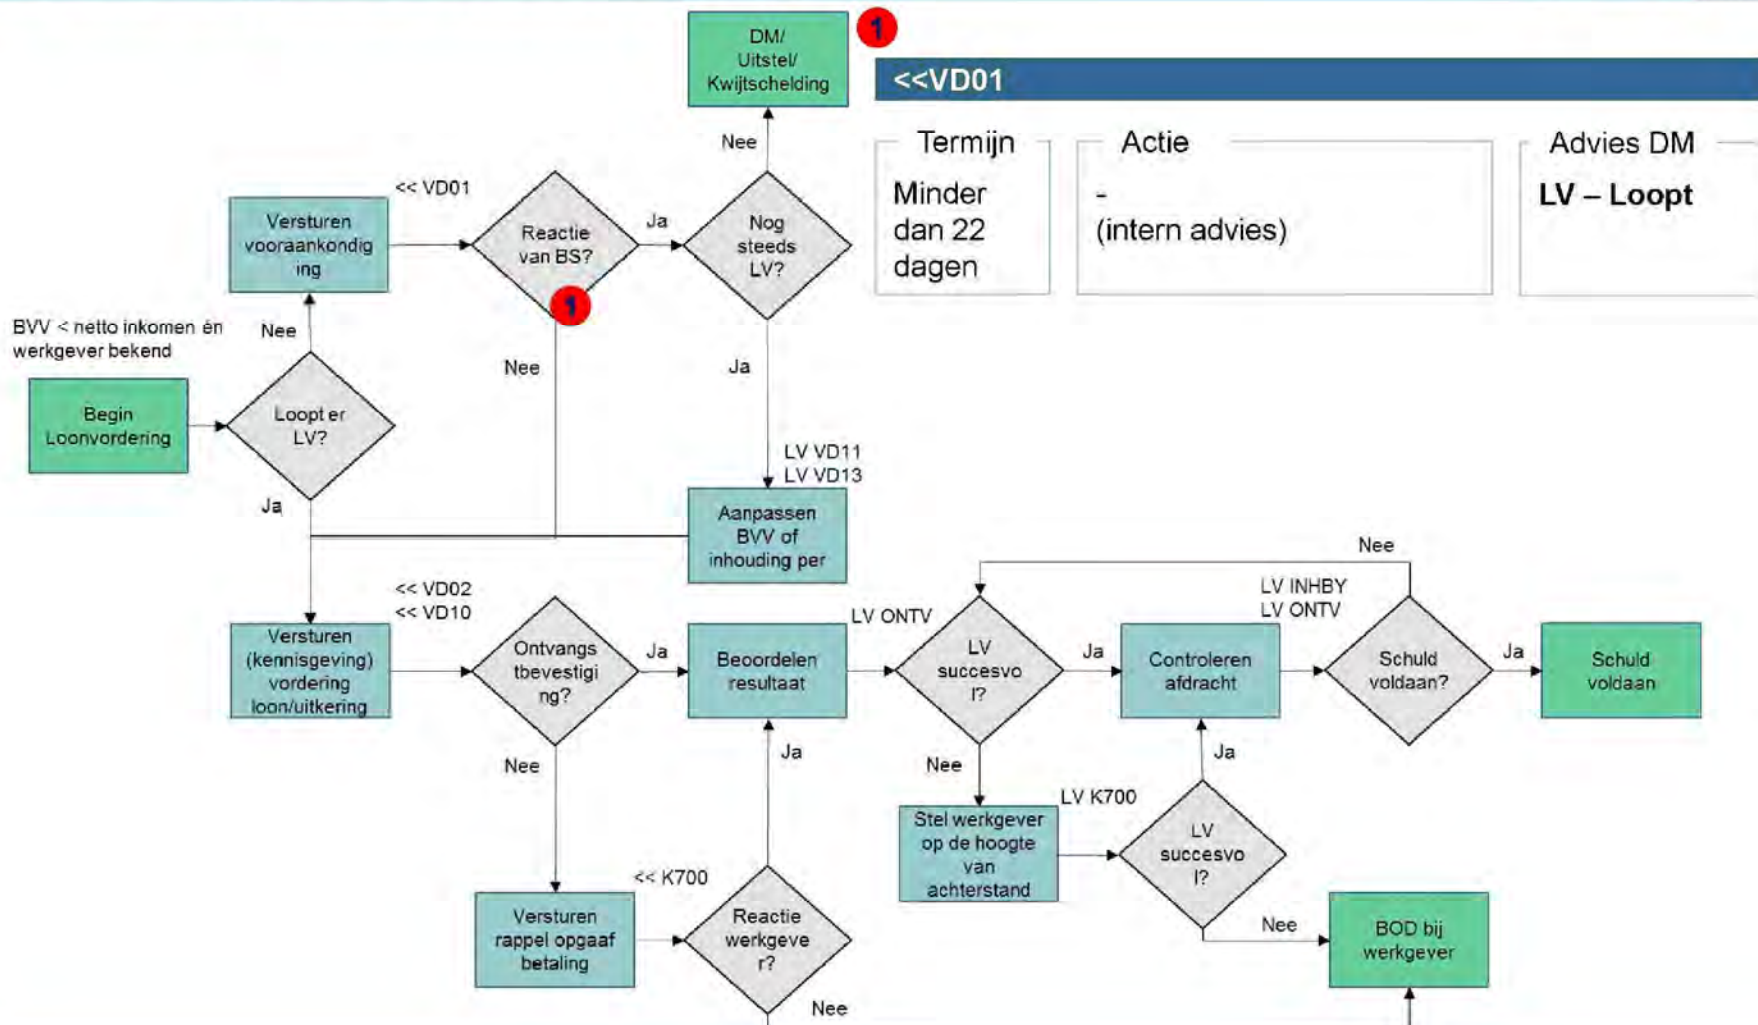 DM/
Uitstel/
Kwijtschelding
1
<<VD01
Termijn
Minder
dan 22
dagen
Actie
-
(intern advies)
Advies DM
LV – Loopt
Nee
<< VD01
Versturen
vooraankondig
ing
Reactie
van BS?
1
Ja
Nog
steeds
LV?
BVV < netto inkomen én
werkgever bekend
Nee
Nee
Ja
Begin
Loonvordering
Loopt er
LV?
Ja
LV VD11
LV VD13
Aanpassen
BVV of
inhouding per
Nee
<< VD02
<< VD10
LV ONTV
LV INHBY
LV ONTV
Versturen
(kennisgeving)
vordering
loon/uitkering
Ontvangs
tbevestigi
ng?
Ja
Beoordelen
resultaat
LV
succesvo
l?
Ja
Controleren
afdracht
Schuld
voldaan?
Ja
Schuld
voldaan
Nee
Ja
Nee
Ja
LV K700
Stel werkgever
op de hoogte
van
achterstand
LV
succesvo
l?
<< K700
Versturen
rappel opgaaf
betaling
Reactie
werkgeve
r?
Nee
BOD bij
werkgever
Nee